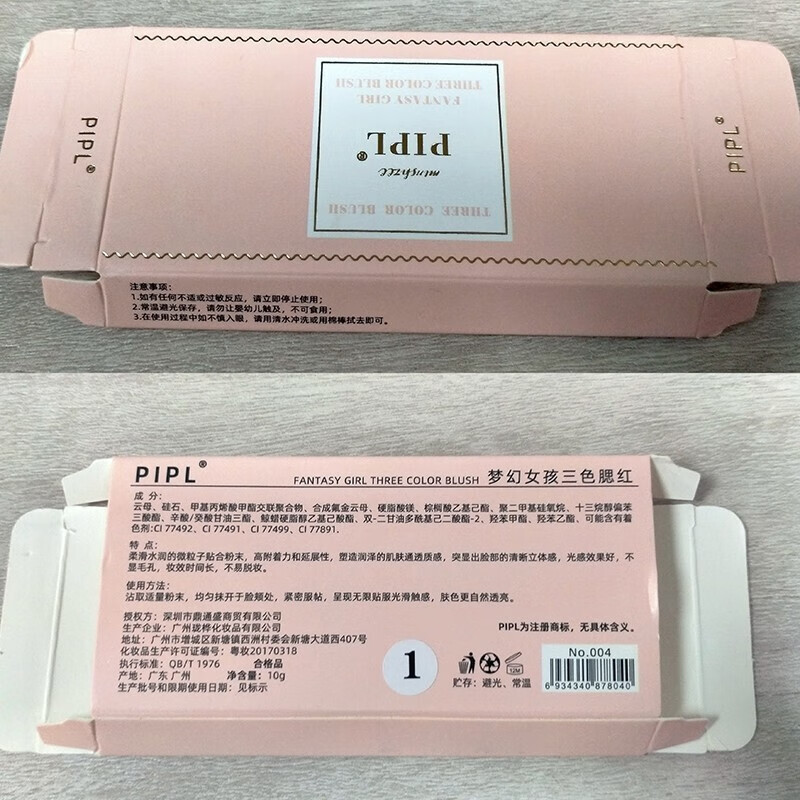 PIPL®
THREE COLOR BLUSH
PIPL®
FANTASY GIRL
THREE COLOR BLUSH
PIPL®
注意事项：
1.如有任何不适或过敏反应，请立即停止使用；
2.常温避光保存，请勿让婴幼儿触及，不可食用；
3.在使用过程中如不慎入眼，请用清水冲洗或用棉棒拭去即可。
PIPL® FANTASY GIRL THREE COLOR BLUSH 梦幻女孩三色腮红
成 分：
云母、硅石、甲基丙烯酸甲酯交联聚合物、合成氟金云母、硬脂酸镁、棕榈酸乙基己酯、聚二甲基硅氧烷、十三烷醇偏苯
三酸酯、辛酸/癸酸甘油三酯、鲸蜡硬脂醇乙基己酸酯、双-二甘油多酰基己二酸酯-2、羟苯甲酯、羟苯乙酯、可能含有着
色剂:CI 77492、CI 77491、CI 77499、CI 77891.
特 点：
柔滑水润的微粒子贴合粉末，高附着力和延展性，塑造润泽的肌肤通透质感，突显出脸部的清晰立体感，光感效果好，不
显毛孔，妆效时间长，不易脱妆。
使用方法：
沾取适量粉末，均匀抹开于脸颊处，紧密服帖，呈现无限贴服光滑触感，肤色更自然透亮。
授权方：深圳市鼎通盛商贸有限公司
生产企业：广州珑桦化妆品有限公司
地址：广州市增城区新塘镇西洲村委会新塘大道西407号
化妆品生产许可证编号：粤妆20170318
执行标准：QB/T 1976 合格品
产地：广东 广州 净含量：10g
生产批号和限期使用日期：见标示
1
PIPL为注册商标，无具体含义。
12M
贮存：避光、常温
No.004
6 934340 878040